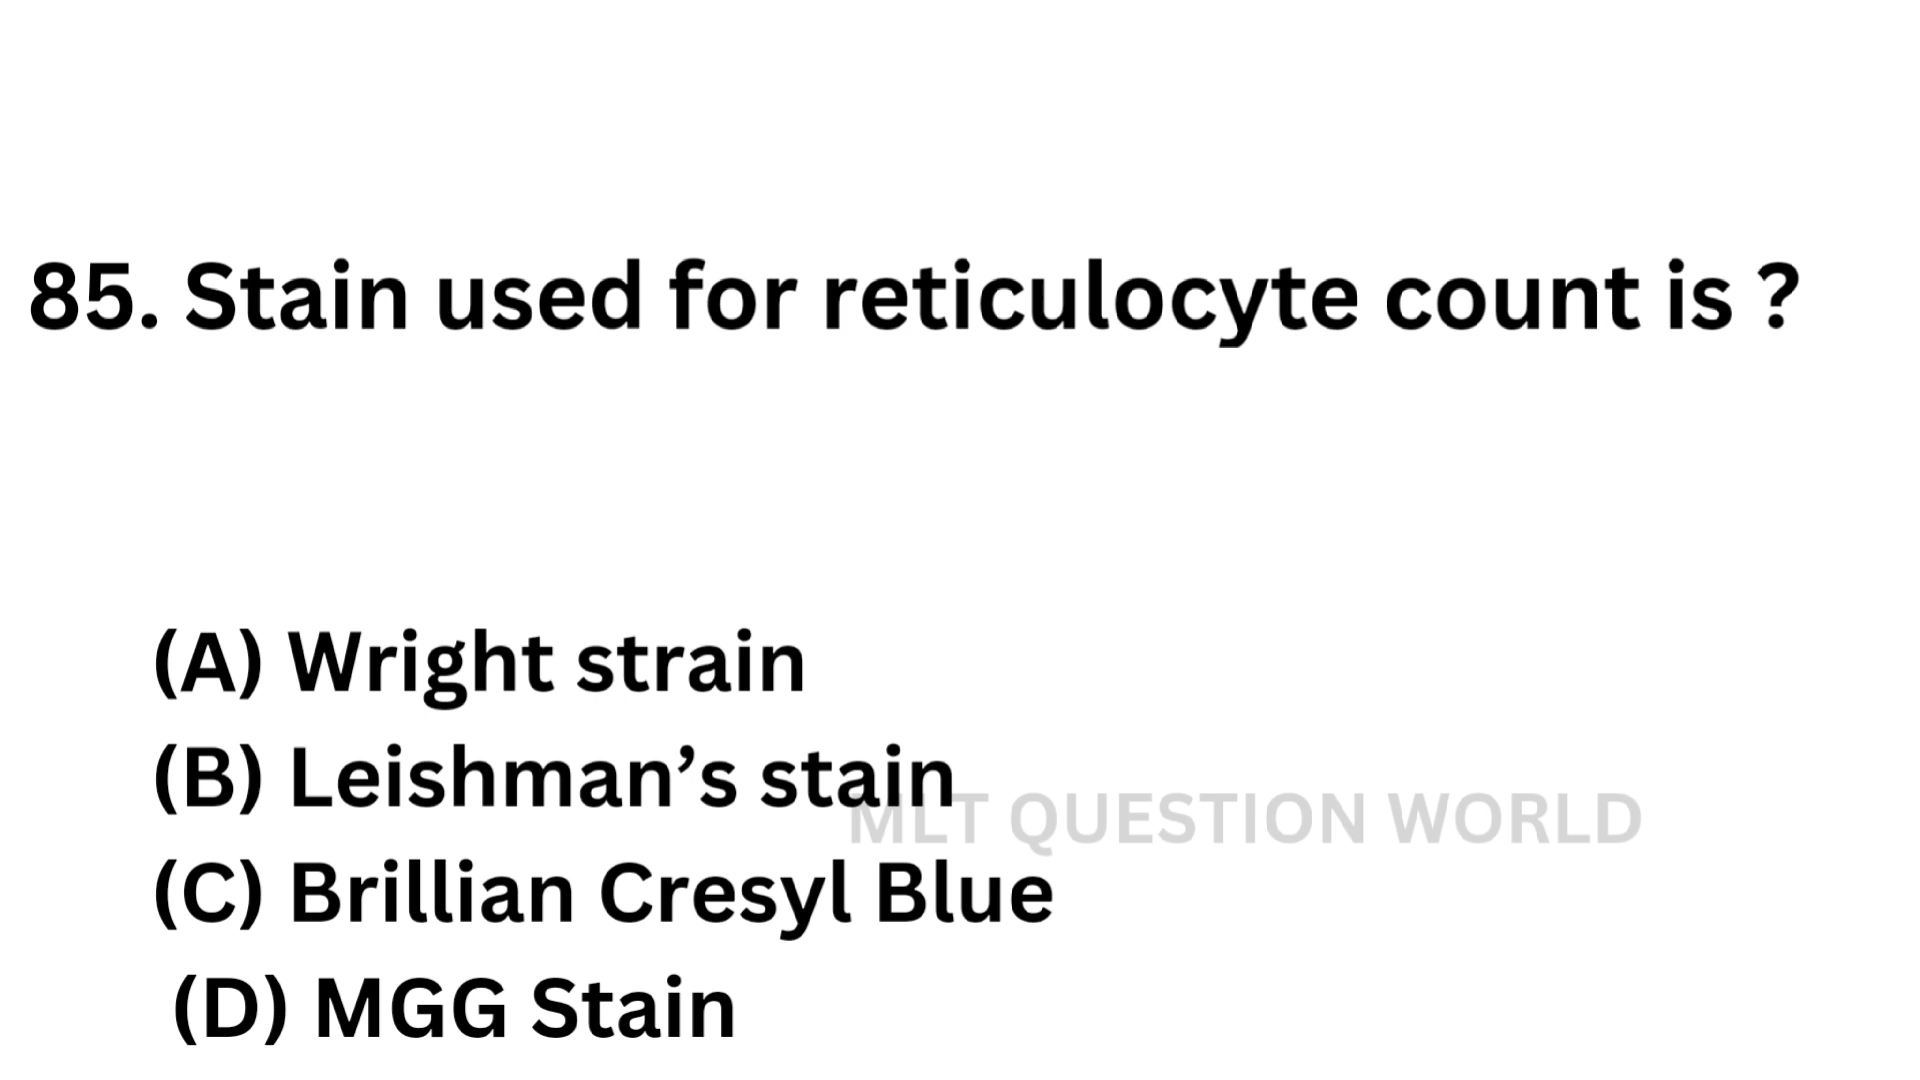 85. Stain used for reticulocyte count is ?
(A) Wright strain
(B) Leishman’s stain
MLT QUESTION WORLD
(C) Brillian Cresyl Blue
(D) MGG Stain